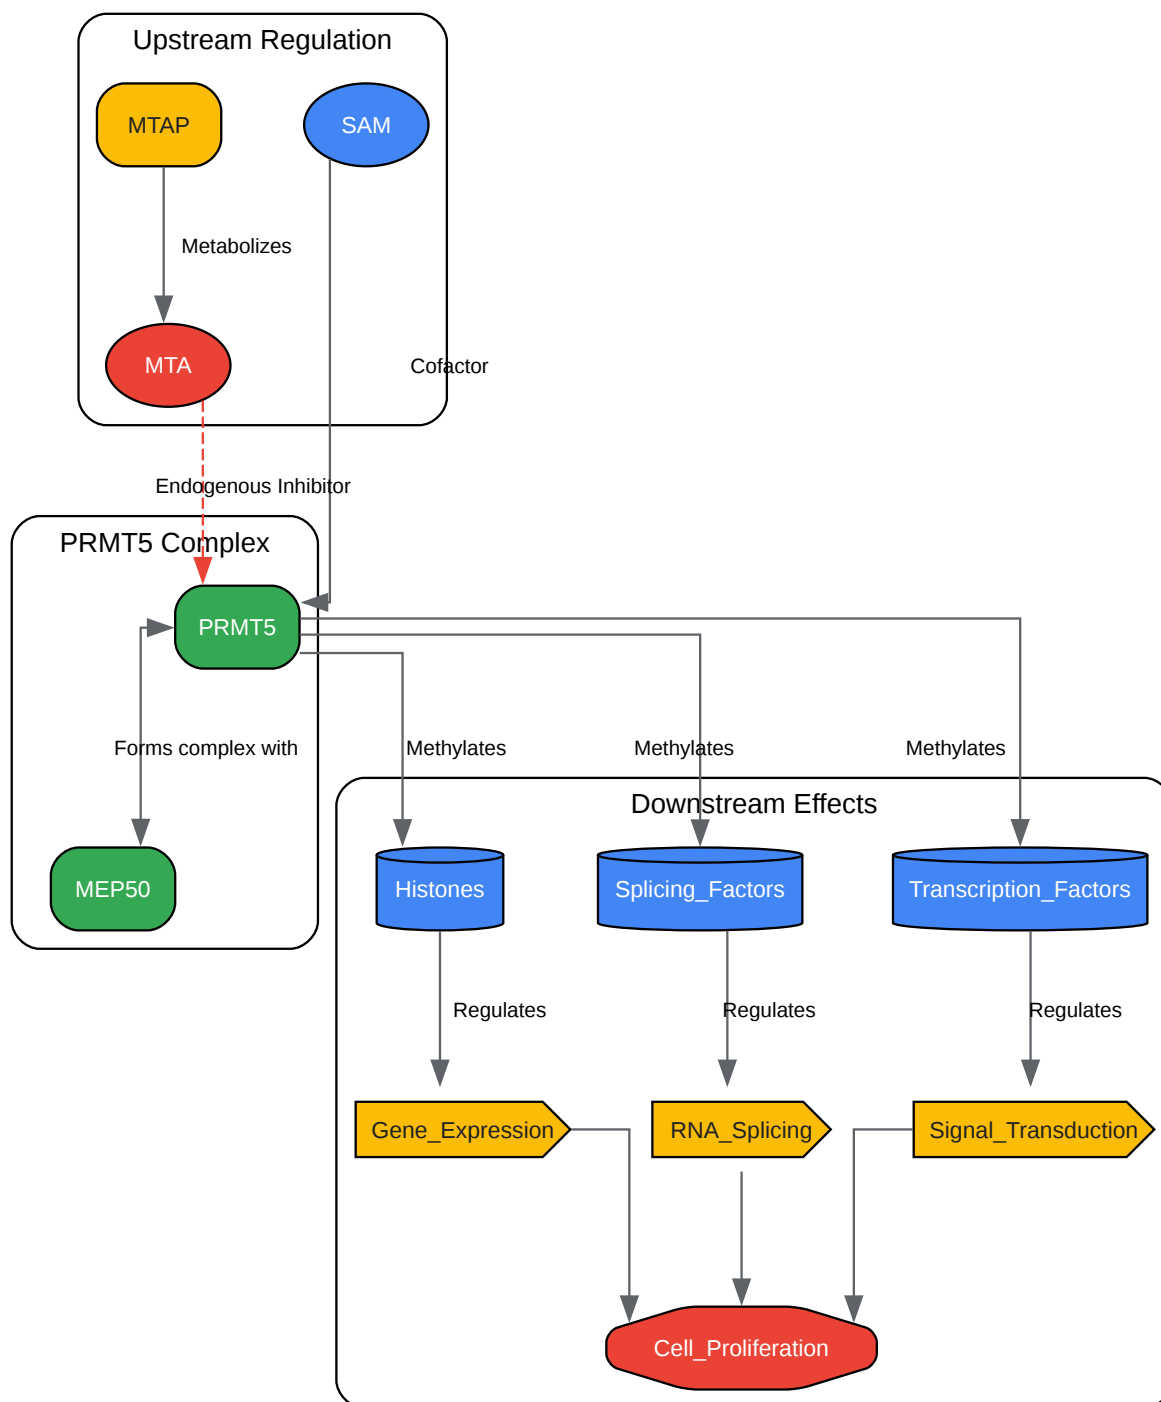 Upstream Regulation
MTAP
SAM
Metabolizes
MTA
Cofactor
Endogenous Inhibitor
PRMT5 Complex
PRMT5
Forms complex with
Methylates
Methylates
Methylates
Downstream Effects
MEP50
Histones
Splicing_Factors
Transcription_Factors
Regulates
Regulates
Regulates
Gene_Expression
RNA_Splicing
Signal_Transduction
Cell_Proliferation